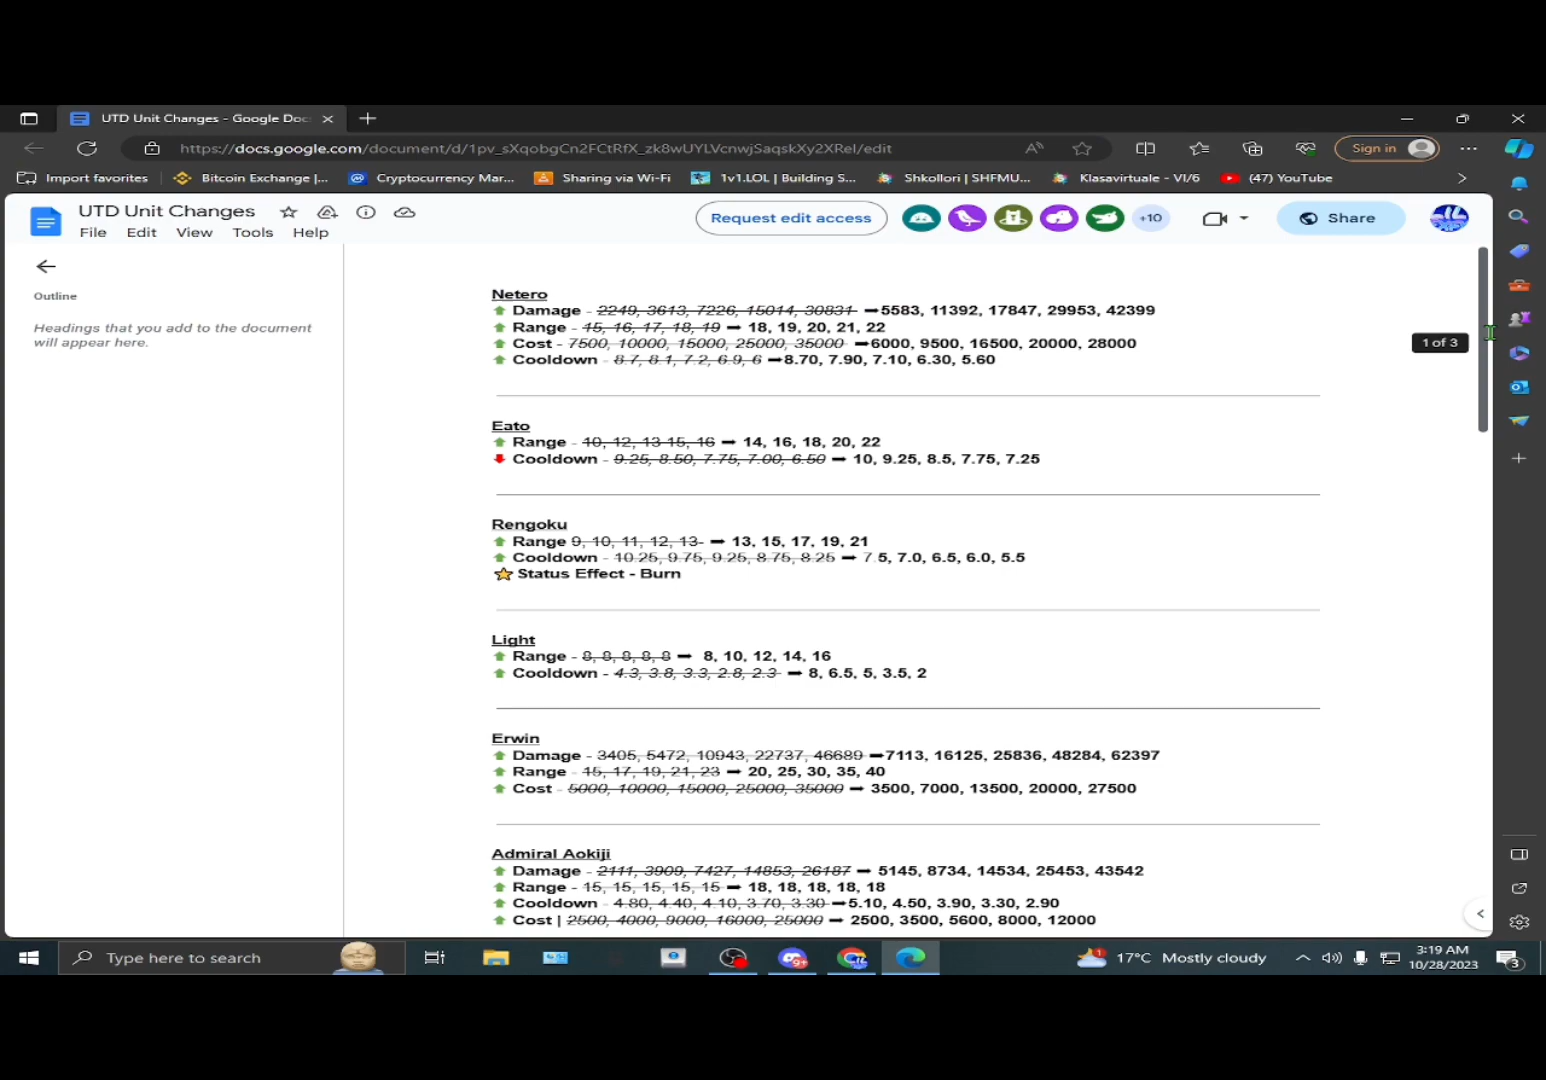 UTD Unit Changes - Google Doc
https://docs.google.com/document/d/1pv_sXqobgCn2FCtRfX_zk8wUYLVcnwjSaqskXy2XReI/edit
Sign in
Import favorites
Bitcoin Exchange |...
Cryptocurrency Mar...
Sharing via Wi-Fi
1v1.LOL | Building S...
Shkollori | SHFMU...
Klasavirtuale - VI/6
(47) YouTube
UTD Unit Changes
File Edit View Tools Help
Request edit access
+10
Share
Outline
Headings that you add to the document
will appear here.
1 of 3
Netero
Damage - 2249, 3613, 7226, 15014, 30831 ➡5583, 11392, 17847, 29953, 42399
Range - 15, 16, 17, 18, 19 ➡ 18, 19, 20, 21, 22
Cost - 7500, 10000, 15000, 25000, 35000 ➡6000, 9500, 16500, 20000, 28000
Cooldown - 8.7, 8.1, 7.2, 6.9, 6 ➡8.70, 7.90, 7.10, 6.30, 5.60
Eato
Range - 10, 12, 13 15, 16 ➡ 14, 16, 18, 20, 22
Cooldown - 9.25, 8.50, 7.75, 7.00, 6.50 ➡ 10, 9.25, 8.5, 7.75, 7.25
Rengoku
Range 9, 10, 11, 12, 13 ➡ 13, 15, 17, 19, 21
Cooldown - 10.25, 9.75, 9.25, 8.75, 8.25 ➡ 7.5, 7.0, 6.5, 6.0, 5.5
⭐ Status Effect - Burn
Light
Range - 8, 8, 8, 8, 8 ➡ 8, 10, 12, 14, 16
Cooldown - 4.3, 3.8, 3.3, 2.8, 2.3 ➡ 8, 6.5, 5, 3.5, 2
Erwin
Damage - 3405, 5472, 10943, 22737, 46689 ➡7113, 16125, 25836, 48284, 62397
Range - 15, 17, 19, 21, 23 ➡ 20, 25, 30, 35, 40
Cost - 5000, 10000, 15000, 25000, 35000 ➡ 3500, 7000, 13500, 20000, 27500
Admiral Aokiji
Damage - 2111, 3909, 7427, 14853, 26187 ➡ 5145, 8734, 14534, 25453, 43542
Range - 15, 15, 15, 15, 15 ➡ 18, 18, 18, 18, 18
Cooldown - 4.80, 4.40, 4.10, 3.70, 3.30 ➡5.10, 4.50, 3.90, 3.30, 2.90
Cost | 2500, 4000, 9000, 16000, 25000 ➡ 2500, 3500, 5600, 8000, 12000
Type here to search
9+
1
17°C Mostly cloudy
3:19 AM
10/28/2023
3